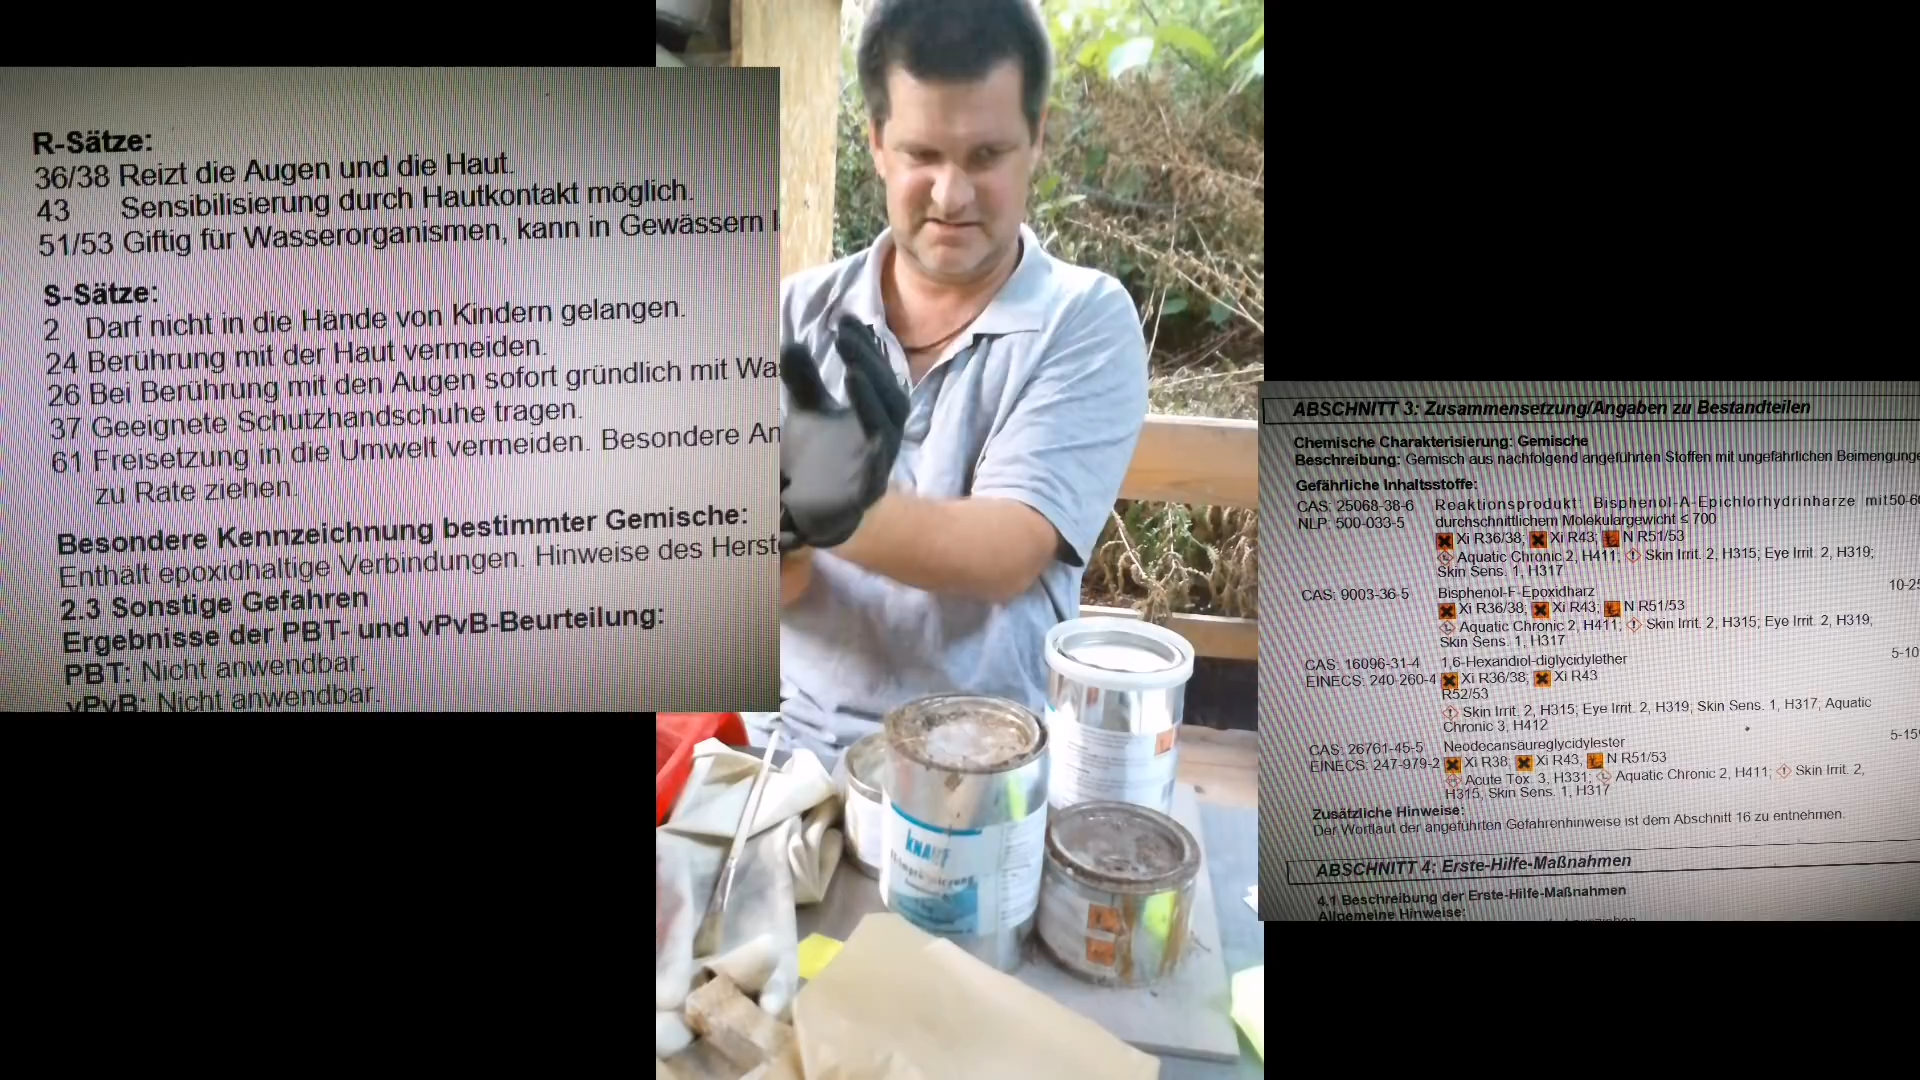 R-Sätze:
36/38 Reizt die Augen und die Haut.
43 Sensibilisierung durch Hautkontakt möglich.
51/53 Giftig für Wasserorganismen, kann in Gewässern
S-Sätze:
2 Darf nicht in die Hände von Kindern gelangen.
24 Berührung mit der Haut vermeiden.
26 Bei Berührung mit den Augen sofort gründlich mit
37 Geeignete Schutzhandschuhe tragen.
61 Freisetzung in die Umwelt vermeiden. Besondere
zu Rate ziehen.
Besondere Kennzeichnung bestimmter Gemische:
Enthält epoxidhaltige Verbindungen. Hinweise des
2.3 Sonstige Gefahren
Ergebnisse der PBT- und vPvB-Beurteilung:
PBT: Nicht anwendbar.
vPvB: Nicht anwendbar.
KNAUF
ABSCHNITT 3: Zusammensetzung/Angaben zu Bestandteilen
Chemische Charakterisierung: Gemische
Beschreibung: Gemisch aus nachfolgend angeführten Stoffen mit ungefährlichen
Gefährliche Inhaltsstoffe:
CAS: 25068-38-6 Reaktionsprodukt: Bisphenol-A-Epichlorhydrinharze mit
NLP: 500-033-5 durchschnittlichem Molekulargewicht ≤ 700
Xi R36/38; Xi R43; N R51/53
Aquatic Chronic 2, H411; Skin Irrit. 2, H315; Eye Irrit. 2, H319;
Skin Sens. 1, H317
CAS: 9003-36-5 Bisphenol-F-Epoxidharz
Xi R36/38; Xi R43; N R51/53
Aquatic Chronic 2, H411; Skin Irrit. 2, H315; Eye Irrit. 2, H319;
Skin Sens. 1, H317
CAS: 16096-31-4 1,6-Hexandiol-diglycidylether
EINECS: 240-260-4 Xi R36/38; Xi R43
R52/53
Skin Irrit. 2, H315; Eye Irrit. 2, H319; Skin Sens. 1, H317; Aquatic
Chronic 3, H412
CAS: 26761-45-5 Neodecansäureglycidylester
EINECS: 247-979-2 Xi R38; Xi R43; N R51/53
Acute Tox. 3, H331; Aquatic Chronic 2, H411; Skin Irrit. 2,
H315; Skin Sens. 1, H317
Zusätzliche Hinweise:
Der Wortlaut der angeführten Gefahrenhinweise ist dem Abschnitt 16 zu entnehmen.
ABSCHNITT 4: Erste-Hilfe-Maßnahmen
4.1 Beschreibung der Erste-Hilfe-Maßnahmen
Allgemeine Hinweise: